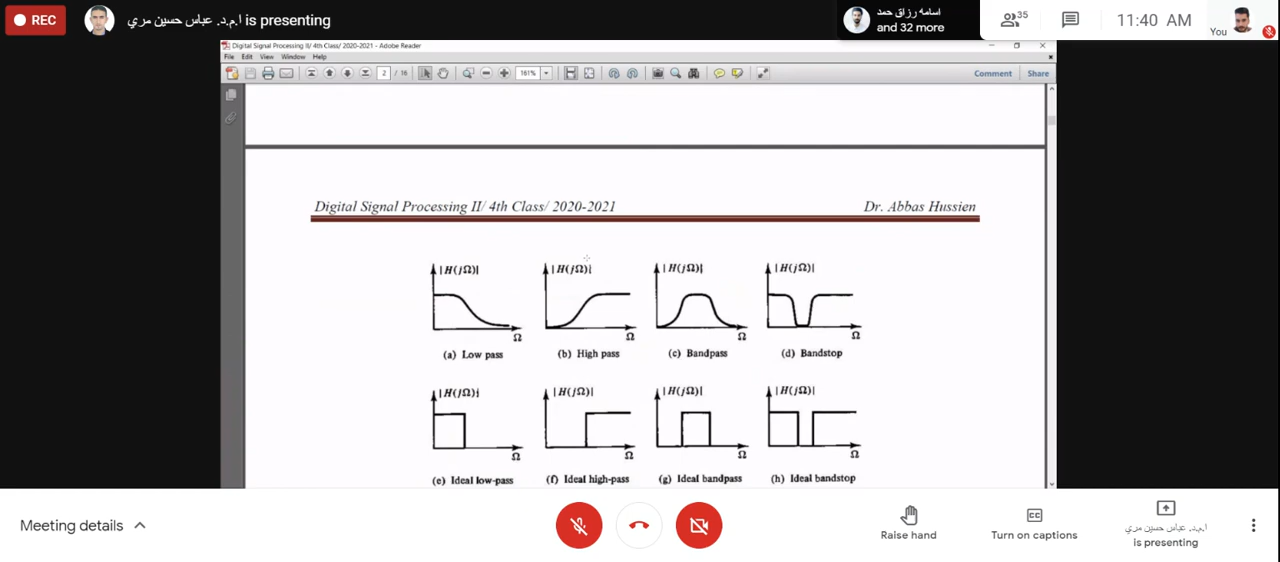 REC
ا.م.د. عباس حسين مري is presenting
اسامه رزاق حمد
and 32 more
35
11:40 AM
You
Digital Signal Processing II/ 4th Class/ 2020-2021 - Adobe Reader
File Edit View Window Help
2 / 16
161%
Comment Share
Digital Signal Processing II/ 4th Class/ 2020-2021 Dr. Abbas Hussien
|H(jΩ)| |H(jΩ)| |H(jΩ)| |H(jΩ)|
Ω Ω Ω Ω
(a) Low pass (b) High pass (c) Bandpass (d) Bandstop
|H(jΩ)| |H(jΩ)| |H(jΩ)| |H(jΩ)|
Ω Ω Ω Ω
(e) Ideal low-pass (f) Ideal high-pass (g) Ideal bandpass (h) Ideal bandstop
Meeting details
Raise hand
CC
Turn on captions
ا.م.د. عباس حسين مري
is presenting